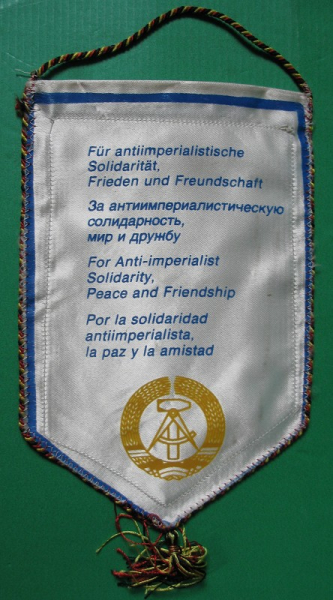 Für antiimperialistische
Solidarität,
Frieden und Freundschaft
За антиимпериалистическую
солидарность,
мир и дружбу
For Anti-imperialist
Solidarity,
Peace and Friendship
Por la solidaridad
antiimperialista,
la paz y la amistad